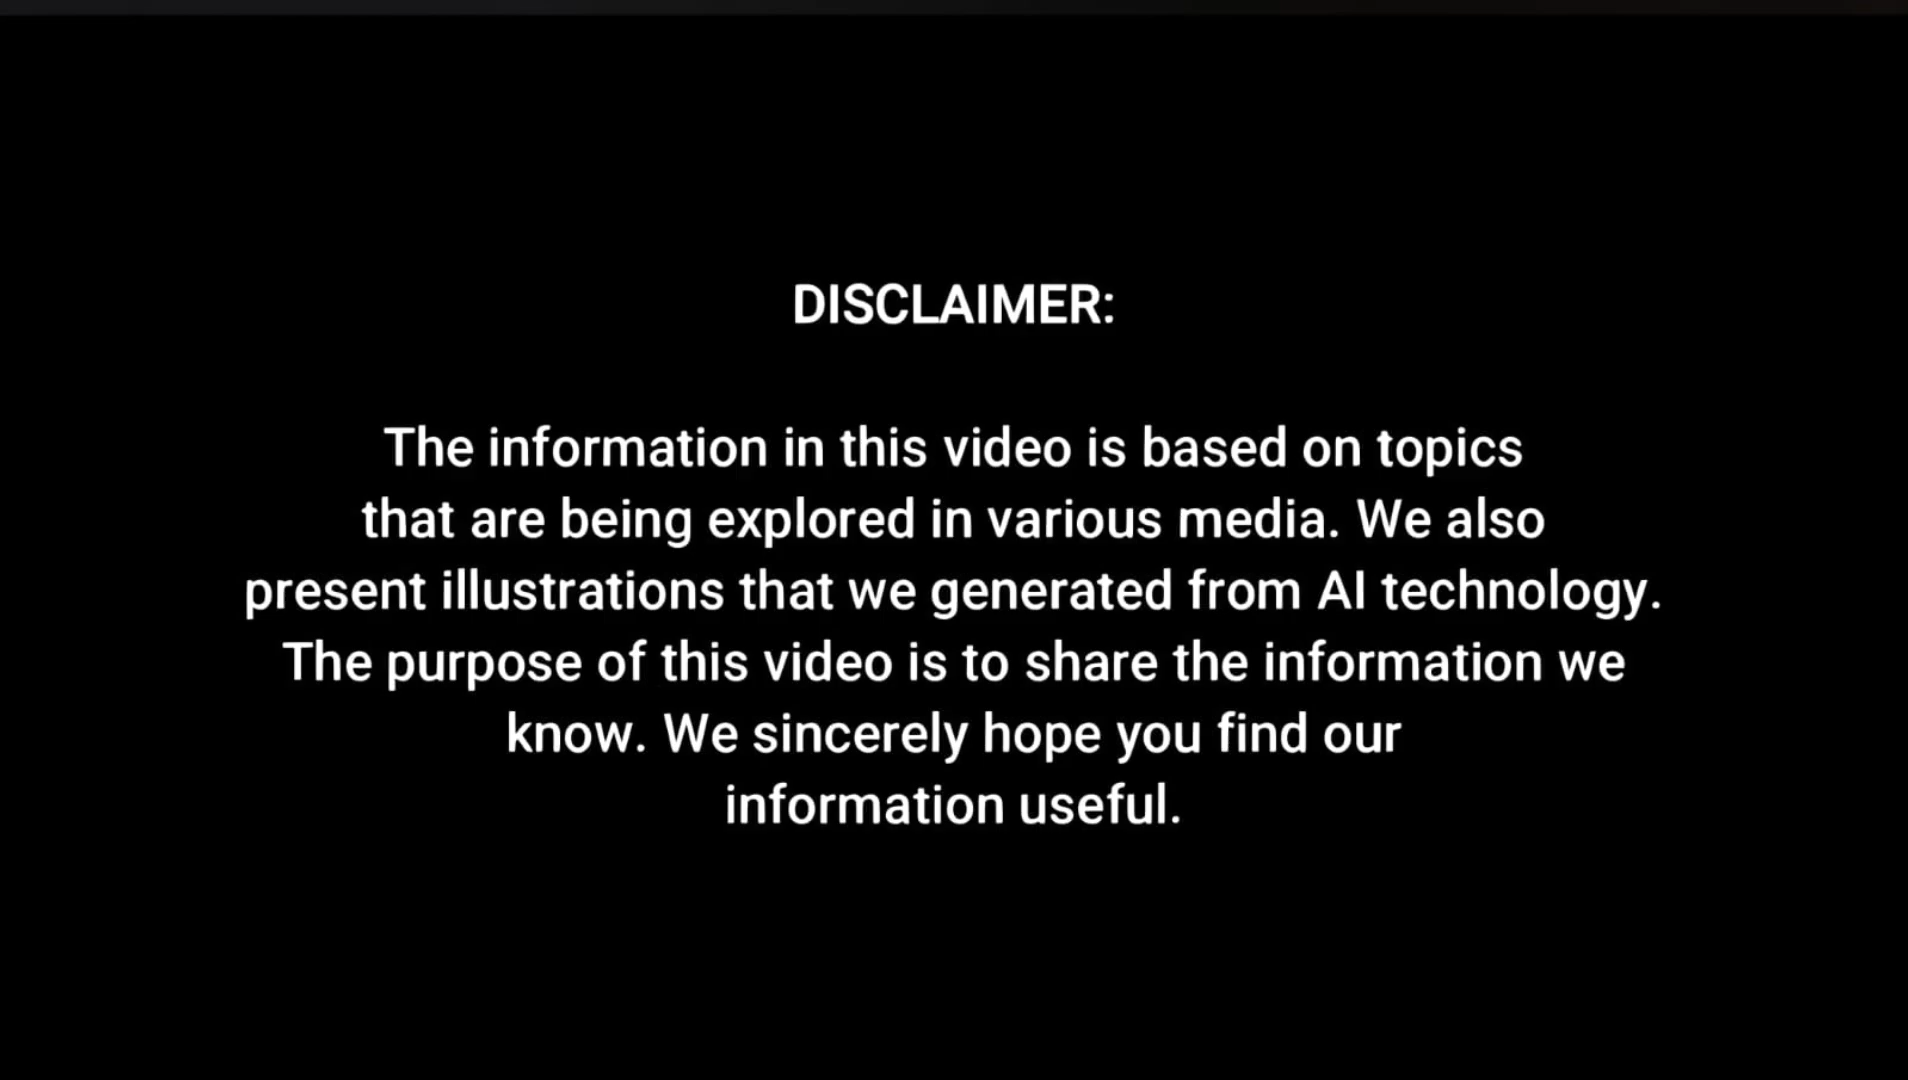 DISCLAIMER:
The information in this video is based on topics
that are being explored in various media. We also
present illustrations that we generated from AI technology.
The purpose of this video is to share the information we
know. We sincerely hope you find our
information useful.